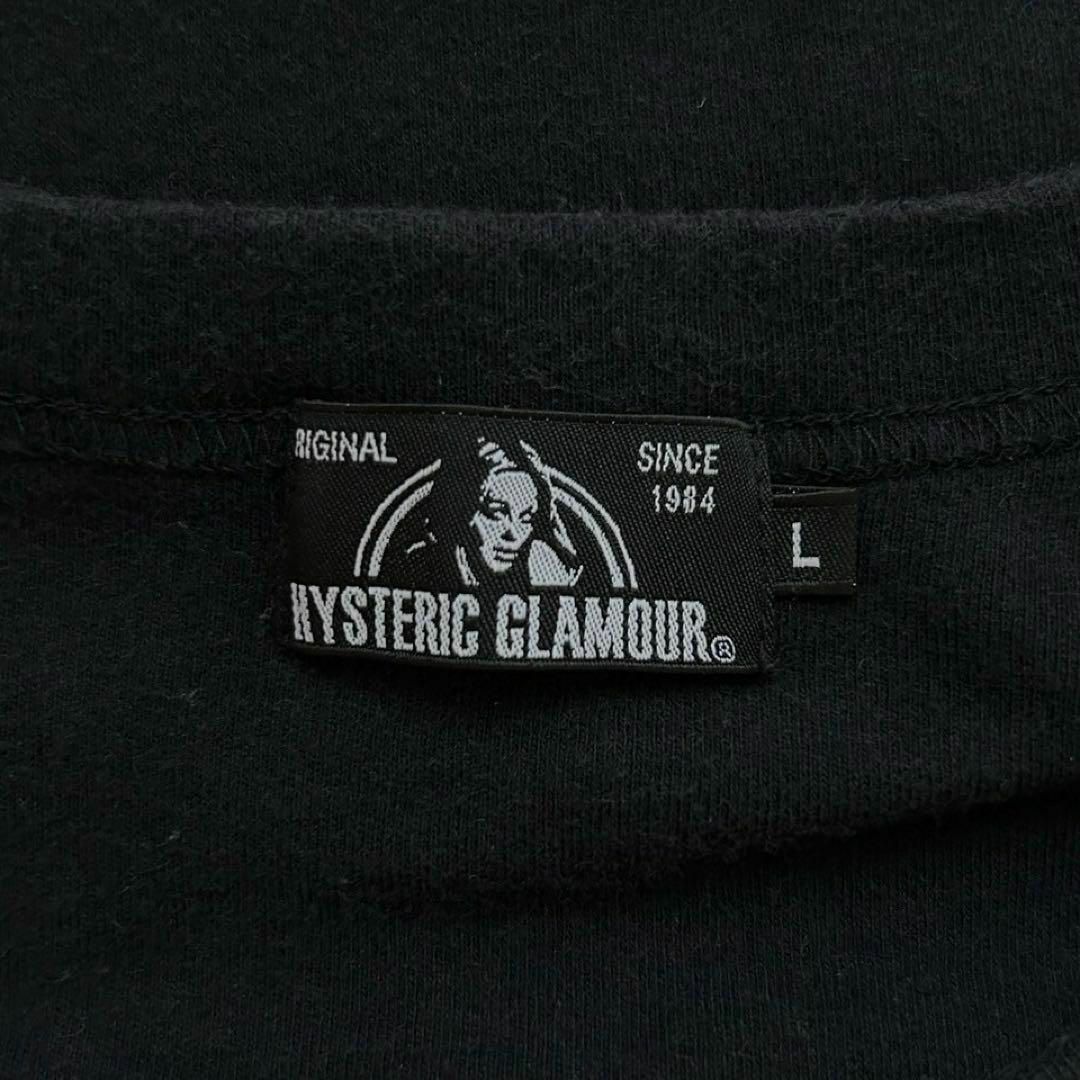 RIGINAL
SINCE
1984
HYSTERIC GLAMOUR®
L